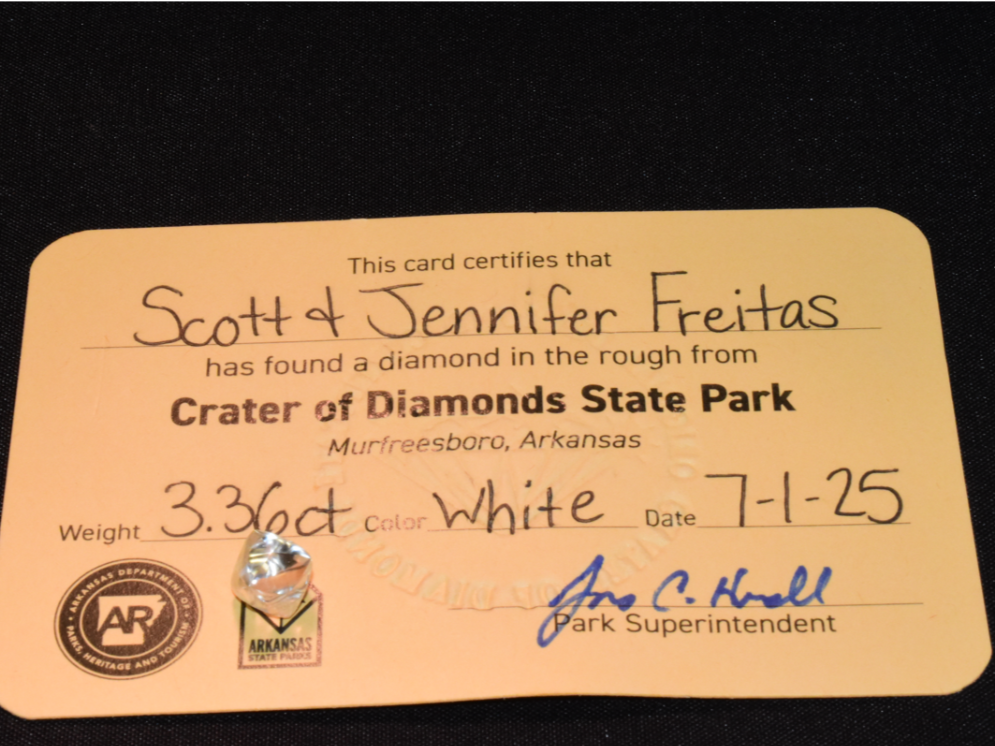 This card certifies that
Scott & Jennifer Freitas
has found a diamond in the rough from
Crater of Diamonds State Park
Murfreesboro, Arkansas
Weight 3.36ct Color White Date 7-1-25
Park Superintendent
ARKANSAS DEPARTMENT OF
AR
PARKS, HERITAGE AND TOURISM
ARKANSAS
STATE PARKS